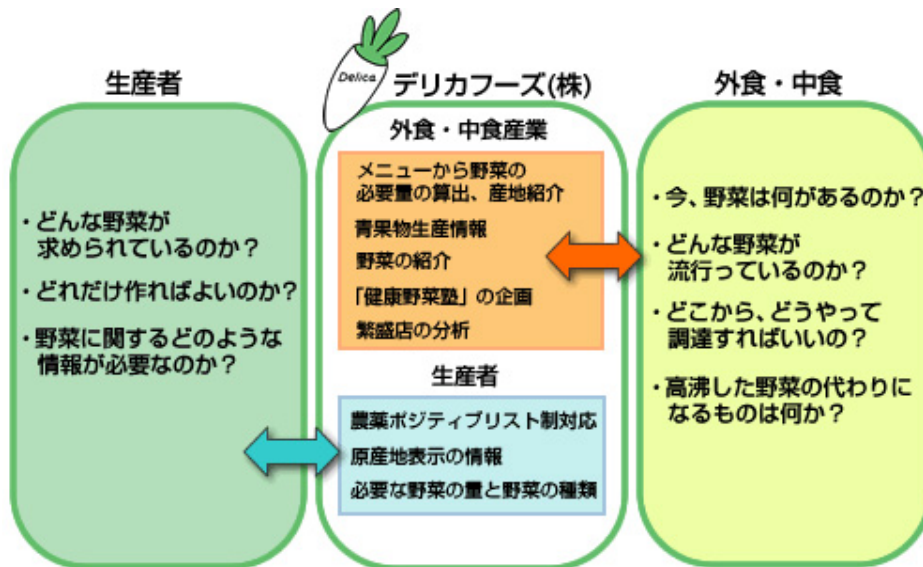 生産者
・どんな野菜が
求められているのか？
・どれだけ作ればよいのか？
・野菜に関するどのような
情報が必要なのか？
Delica
デリカフーズ(株)
外食・中食産業
メニューから野菜の
必要量の算出、産地紹介
青果物生産情報
野菜の紹介
「健康野菜塾」の企画
繁盛店の分析
生産者
農薬ポジティブリスト制対応
原産地表示の情報
必要な野菜の量と野菜の種類
外食・中食
・今、野菜は何があるのか？
・どんな野菜が
流行っているのか？
・どこから、どうやって
調達すればいいの？
・高沸した野菜の代わりに
なるものは何か？